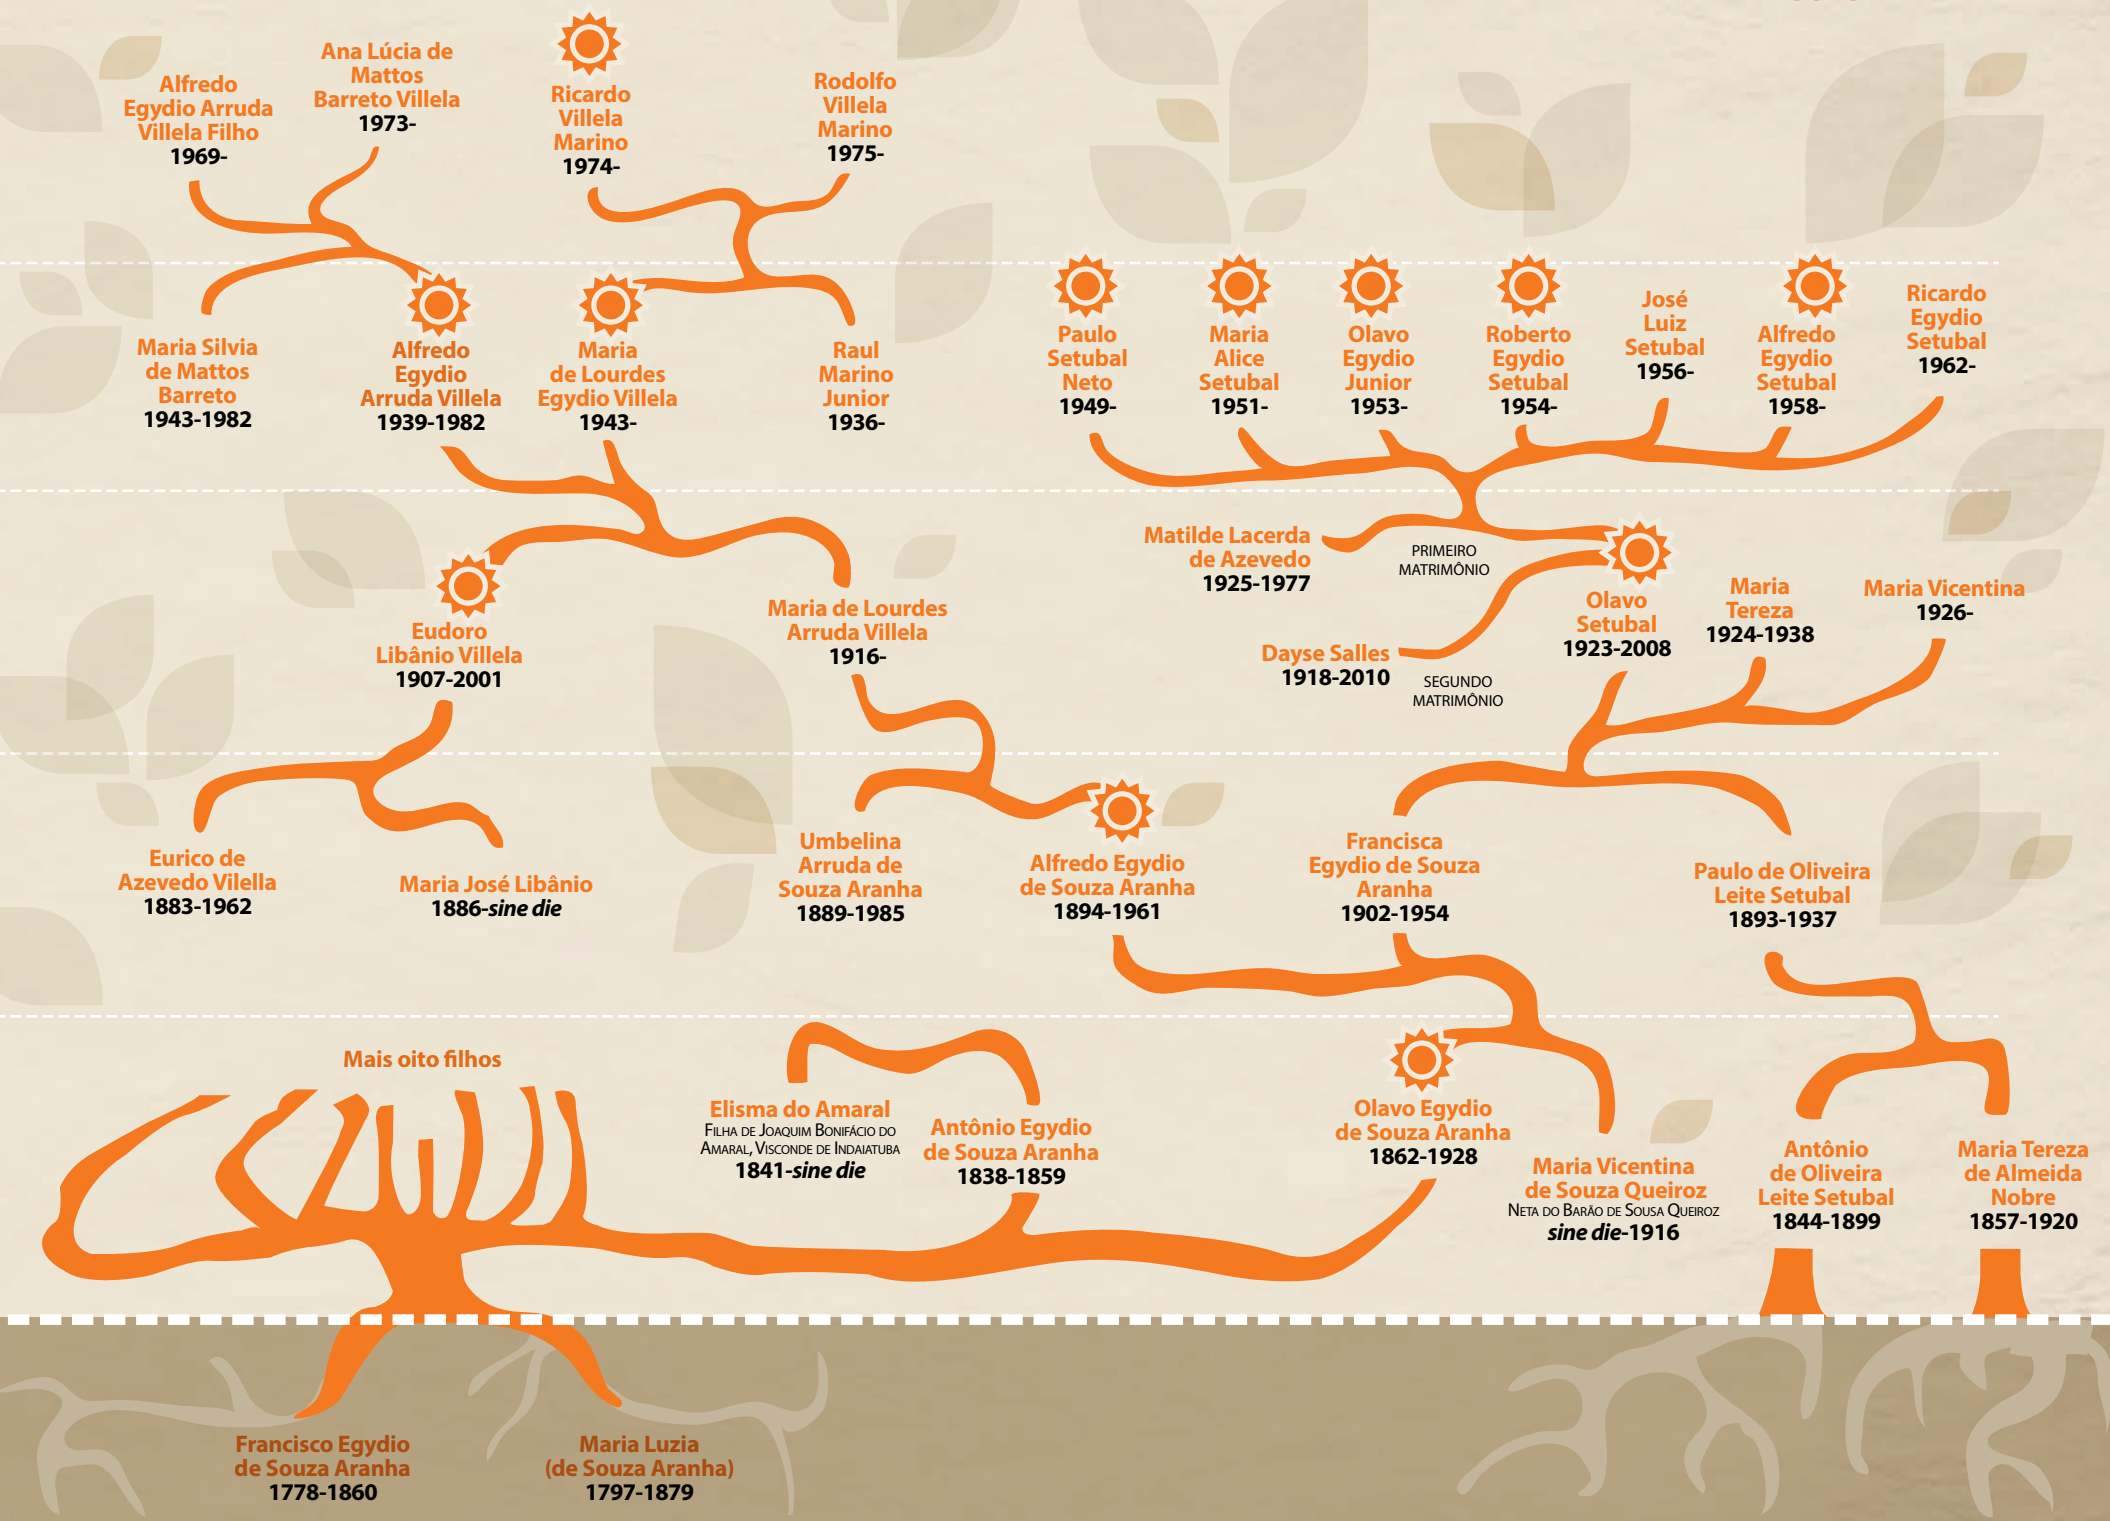 Alfredo
Egydio Arruda
Villela Filho
1969-
Ana Lúcia de
Mattos
Barreto Villela
1973-
Ricardo
Villela
Marino
1974-
Rodolfo
Villela
Marino
1975-
Maria Silvia
de Mattos
Barreto
1943-1982
Alfredo
Egydio
Arruda Villela
1939-1982
Maria
de Lourdes
Egydio Villela
1943-
Raul
Marino
Junior
1936-
Paulo
Setubal
Neto
1949-
Maria
Alice
Setubal
1951-
Olavo
Egydio
Junior
1953-
Roberto
Egydio
Setubal
1954-
José
Luiz
Setubal
1956-
Alfredo
Egydio
Setubal
1958-
Ricardo
Egydio
Setubal
1962-
Eudoro
Libânio Villela
1907-2001
Maria de Lourdes
Arruda Villela
1916-
Matilde Lacerda
de Azevedo
1925-1977
PRIMEIRO
MATRIMÔNIO
Dayse Salles
1918-2010
SEGUNDO
MATRIMÔNIO
Olavo
Setubal
1923-2008
Maria
Tereza
1924-1938
Maria Vicentina
1926-
Eurico de
Azevedo Vilella
1883-1962
Maria José Libânio
1886-sine die
Umbelina
Arruda de
Souza Aranha
1889-1985
Alfredo Egydio
de Souza Aranha
1894-1961
Francisca
Egydio de Souza
Aranha
1902-1954
Paulo de Oliveira
Leite Setubal
1893-1937
Mais oito filhos
Elisma do Amaral
FILHA DE JOAQUIM BONIFÁCIO DO
AMARAL, VISCONDE DE INDAIATUBA
1841-sine die
Antônio Egydio
de Souza Aranha
1838-1859
Olavo Egydio
de Souza Aranha
1862-1928
Maria Vicentina
de Souza Queiroz
NETA DO BARÃO DE SOUSA QUEIROZ
sine die-1916
Antônio
de Oliveira
Leite Setubal
1844-1899
Maria Tereza
de Almeida
Nobre
1857-1920
Francisco Egydio
de Souza Aranha
1778-1860
Maria Luzia
(de Souza Aranha)
1797-1879